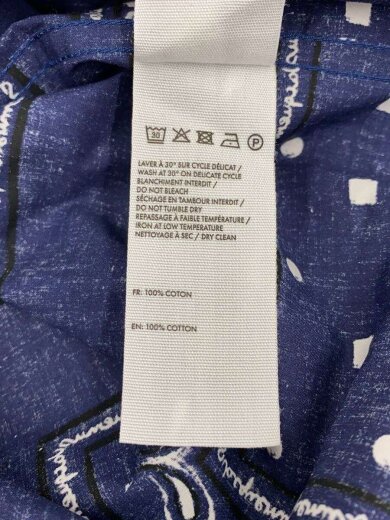 30
P
LAVER À 30° SUR CYCLE DÉLICAT /
WASH AT 30° ON DELICATE CYCLE
BLANCHIMENT INTERDIT /
DO NOT BLEACH
SÉCHAGE EN TAMBOUR INTERDIT /
DO NOT TUMBLE DRY
REPASSAGE À FAIBLE TEMPÉRATURE /
IRON AT LOW TEMPERATURE
NETTOYAGE À SEC / DRY CLEAN
FR: 100% COTON
EN: 100% COTTON